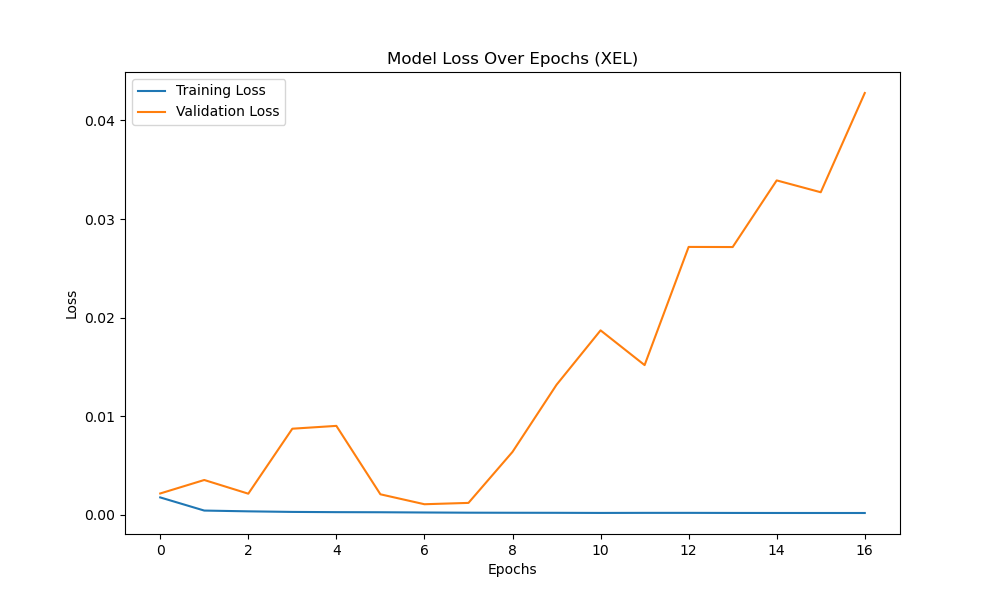 Model Loss Over Epochs (XEL)
Training Loss
Validation Loss
0.04
0.03
0.02
0.01
0.00
Loss
0 2 4 6 8 10 12 14 16
Epochs